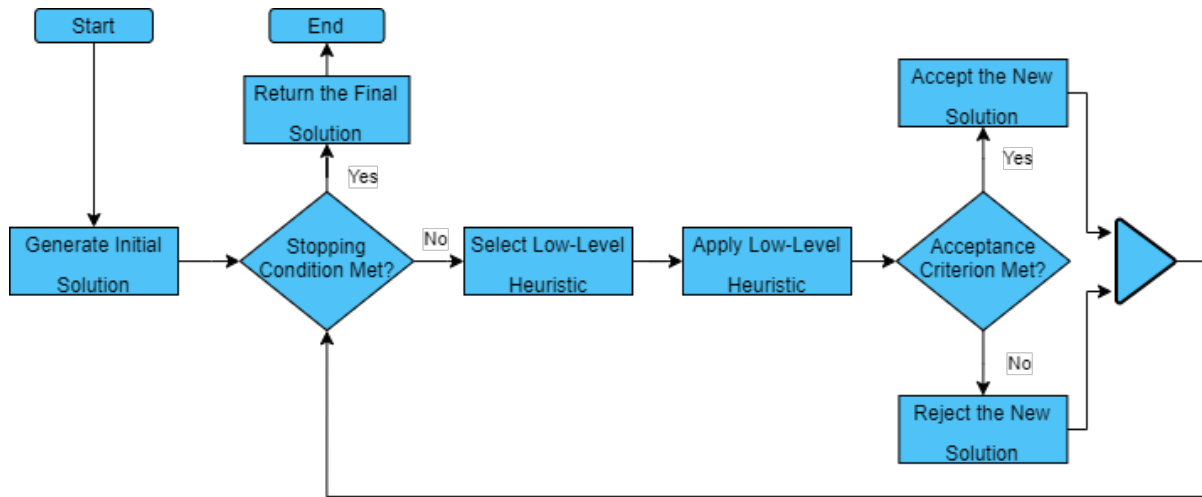 Start
End
Return the Final
Solution
Yes
Generate Initial
Solution
Stopping
Condition Met?
No
Select Low-Level
Heuristic
Apply Low-Level
Heuristic
Acceptance
Criterion Met?
Yes
Accept the New
Solution
No
Reject the New
Solution